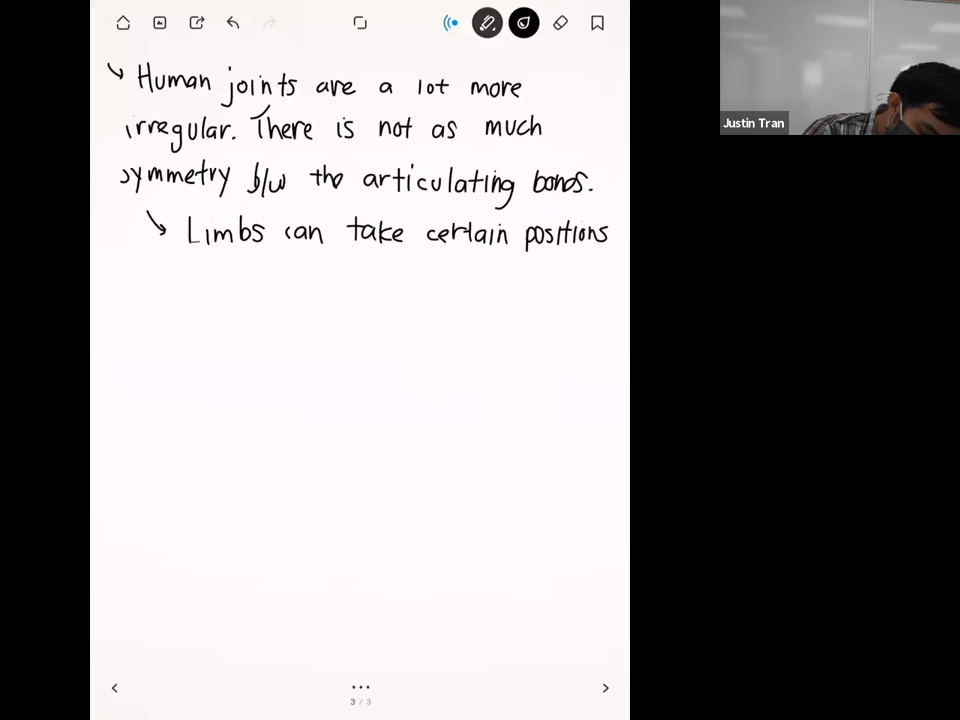 Human joints are a lot more
irregular. There is not as much
symmetry b/w the articulating bones.
Limbs can take certain positions
Justin Tran
3 / 3